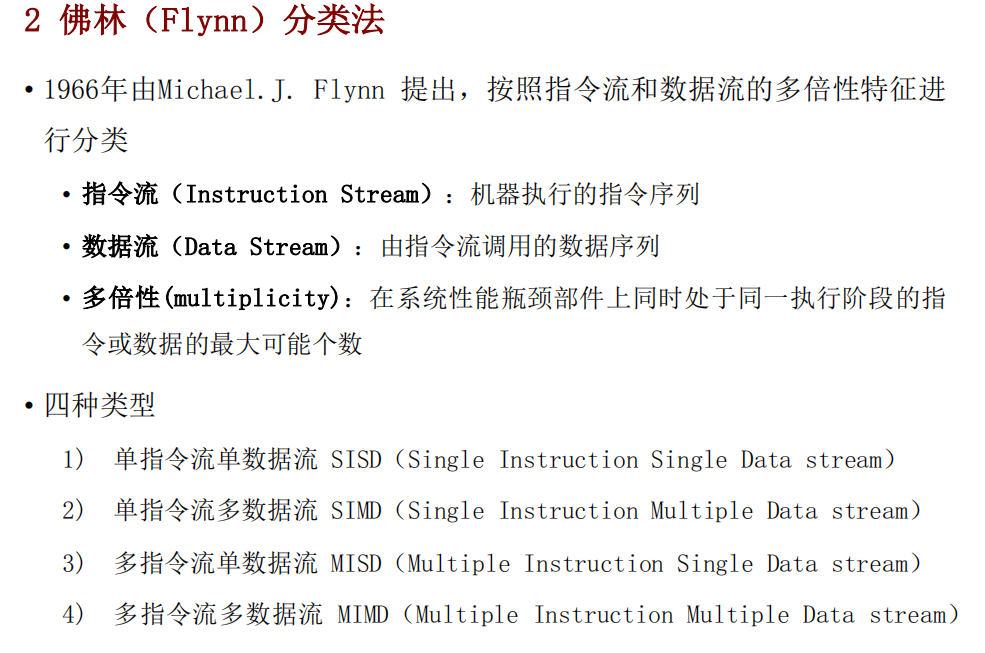 2 佛林（Flynn）分类法
• 1966年由Michael.J. Flynn 提出，按照指令流和数据流的多倍性特征进
行分类
• 指令流（Instruction Stream）：机器执行的指令序列
• 数据流（Data Stream）：由指令流调用的数据序列
• 多倍性(multiplicity)：在系统性能瓶颈部件上同时处于同一执行阶段的指
令或数据的最大可能个数
• 四种类型
1) 单指令流单数据流 SISD（Single Instruction Single Data stream）
2) 单指令流多数据流 SIMD（Single Instruction Multiple Data stream）
3) 多指令流单数据流 MISD（Multiple Instruction Single Data stream）
4) 多指令流多数据流 MIMD（Multiple Instruction Multiple Data stream）